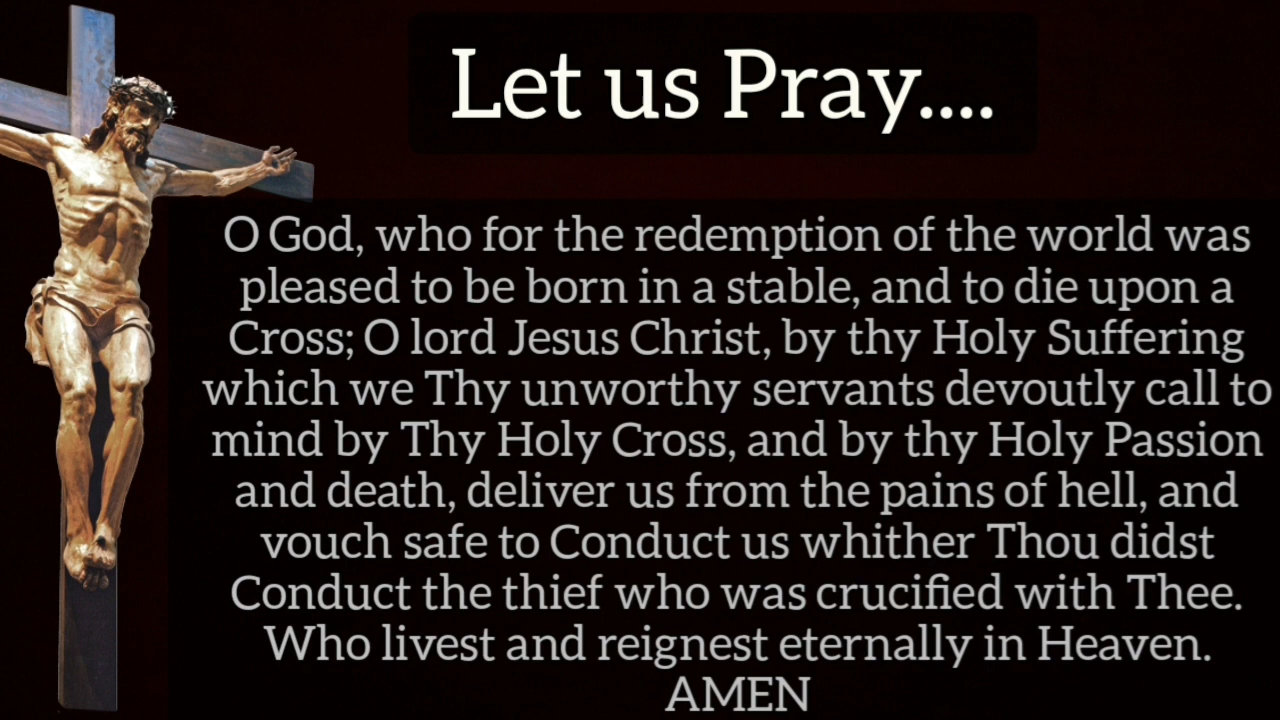 Let us Pray....
O God, who for the redemption of the world was
pleased to be born in a stable, and to die upon a
Cross; O lord Jesus Christ, by thy Holy Suffering
which we Thy unworthy servants devoutly call to
mind by Thy Holy Cross, and by thy Holy Passion
and death, deliver us from the pains of hell, and
vouch safe to Conduct us whither Thou didst
Conduct the thief who was crucified with Thee.
Who livest and reignest eternally in Heaven.
AMEN